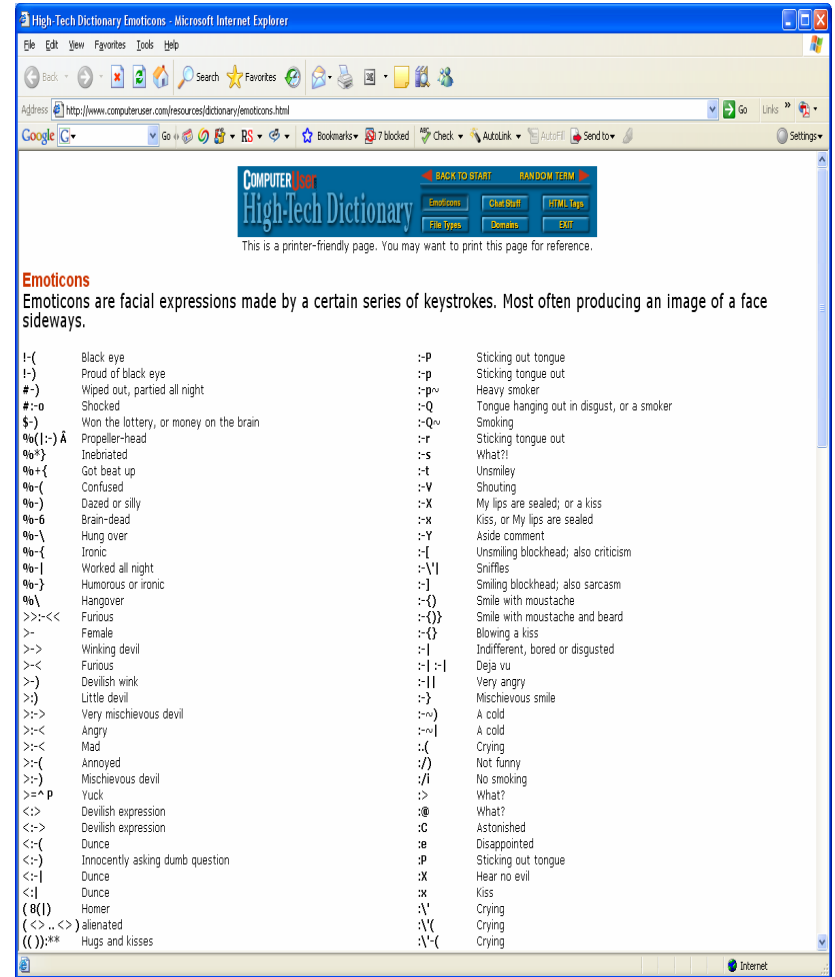 High-Tech Dictionary Emoticons - Microsoft Internet Explorer
File Edit View Favorites Tools Help
Back Search Favorites
Address http://www.computeruser.com/resources/dictionary/emoticons.html Go Links »
Google G Go RS Bookmarks 7 blocked ABC Check AutoLink AutoFill Send to Settings
COMPUTERUser
High-Tech Dictionary
BACK TO START RANDOM TERM
Emoticons Chat Stuff HTML Tags
File Types Domains EXIT
This is a printer-friendly page. You may want to print this page for reference.
Emoticons
Emoticons are facial expressions made by a certain series of keystrokes. Most often producing an image of a face
sideways.
!-( Black eye
!-) Proud of black eye
#-) Wiped out, partied all night
#:-o Shocked
$-) Won the lottery, or money on the brain
%(|:-) Â Propeller-head
%*} Inebriated
%+{ Got beat up
%-( Confused
%-) Dazed or silly
%-6 Brain-dead
%-\ Hung over
%-{ Ironic
%-| Worked all night
%-} Humorous or ironic
%\ Hangover
>>:-<< Furious
>- Female
>-> Winking devil
>-< Furious
>-) Devilish wink
>:) Little devil
>:-> Very mischievous devil
>:-< Angry
>:-< Mad
>:-( Annoyed
>:-) Mischievous devil
>=^ P Yuck
<:> Devilish expression
<:-> Devilish expression
<:-( Dunce
<:-) Innocently asking dumb question
<:-| Dunce
<:| Dunce
( 8(|) Homer
( <> .. <> ) alienated
(( )):** Hugs and kisses
:-P Sticking out tongue
:-p Sticking tongue out
:-p~ Heavy smoker
:-Q Tongue hanging out in disgust, or a smoker
:-Q~ Smoking
:-r Sticking tongue out
:-s What?!
:-t Unsmiley
:-V Shouting
:-X My lips are sealed; or a kiss
:-x Kiss, or My lips are sealed
:-Y Aside comment
:-[ Unsmiling blockhead; also criticism
:-\'| Sniffles
:-] Smiling blockhead; also sarcasm
:-{) Smile with moustache
:-{)} Smile with moustache and beard
:-{} Blowing a kiss
:-| Indifferent, bored or disgusted
:-| :-| Deja vu
:-|| Very angry
:-} Mischievous smile
:-~) A cold
:-~| A cold
:.( Crying
:/) Not funny
:/i No smoking
:> What?
:@ What?
:C Astonished
:e Disappointed
:P Sticking out tongue
:X Hear no evil
:x Kiss
:\' Crying
:\'( Crying
:\'-( Crying
Internet